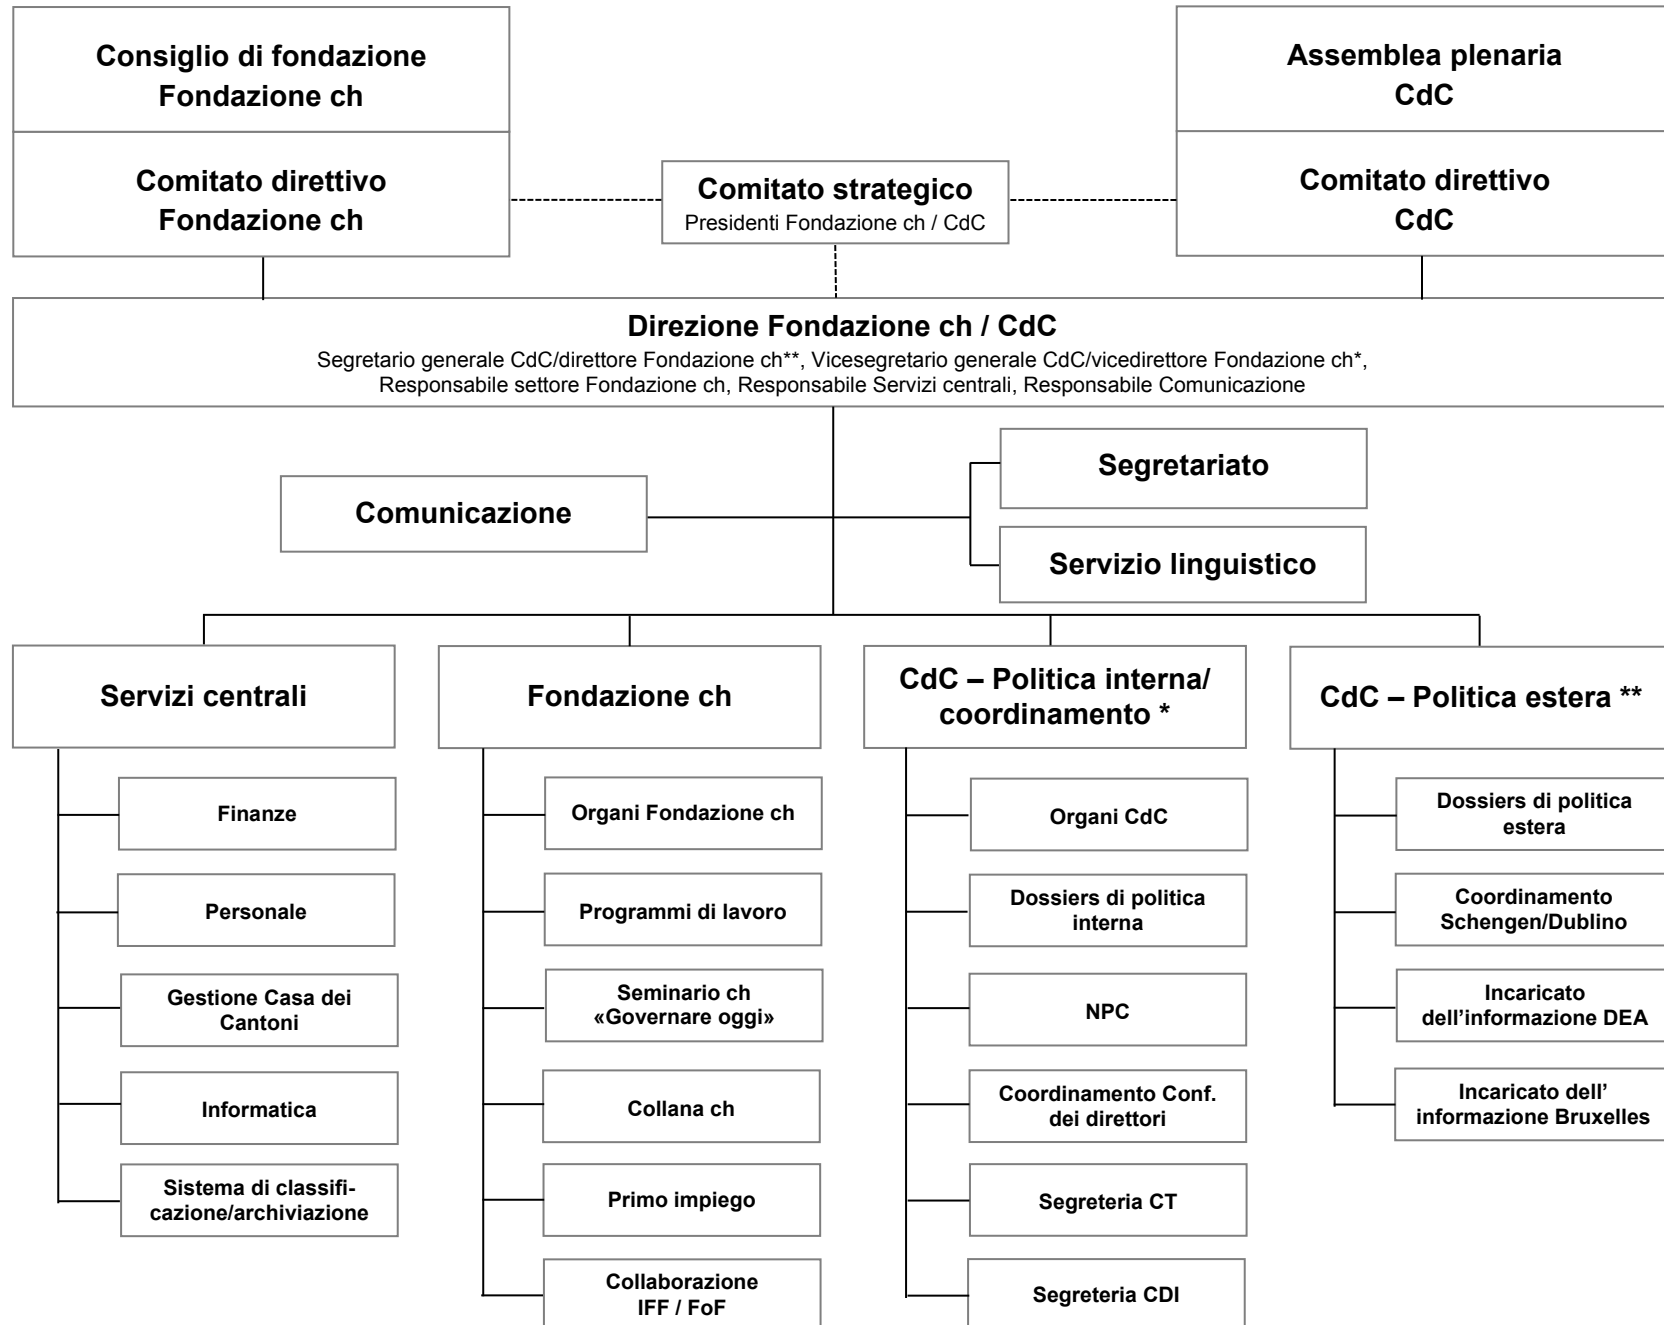 Consiglio di fondazione
Fondazione ch
Assemblea plenaria
CdC
Comitato direttivo
Fondazione ch
Comitato strategico
Presidenti Fondazione ch / CdC
Comitato direttivo
CdC
Direzione Fondazione ch / CdC
Segretario generale CdC/direttore Fondazione ch**, Vicesegretario generale CdC/vicedirettore Fondazione ch*,
Responsabile settore Fondazione ch, Responsabile Servizi centrali, Responsabile Comunicazione
Comunicazione
Segretariato
Servizio linguistico
Servizi centrali
Finanze
Personale
Gestione Casa dei
Cantoni
Informatica
Sistema di classifi-
cazione/archiviazione
Fondazione ch
Organi Fondazione ch
Programmi di lavoro
Seminario ch
«Governare oggi»
Collana ch
Primo impiego
Collaborazione
IFF / FoF
CdC – Politica interna/
coordinamento *
Organi CdC
Dossiers di politica
interna
NPC
Coordinamento Conf.
dei direttori
Segreteria CT
Segreteria CDI
CdC – Politica estera **
Dossiers di politica
estera
Coordinamento
Schengen/Dublino
Incaricato
dell’informazione DEA
Incaricato dell’
informazione Bruxelles